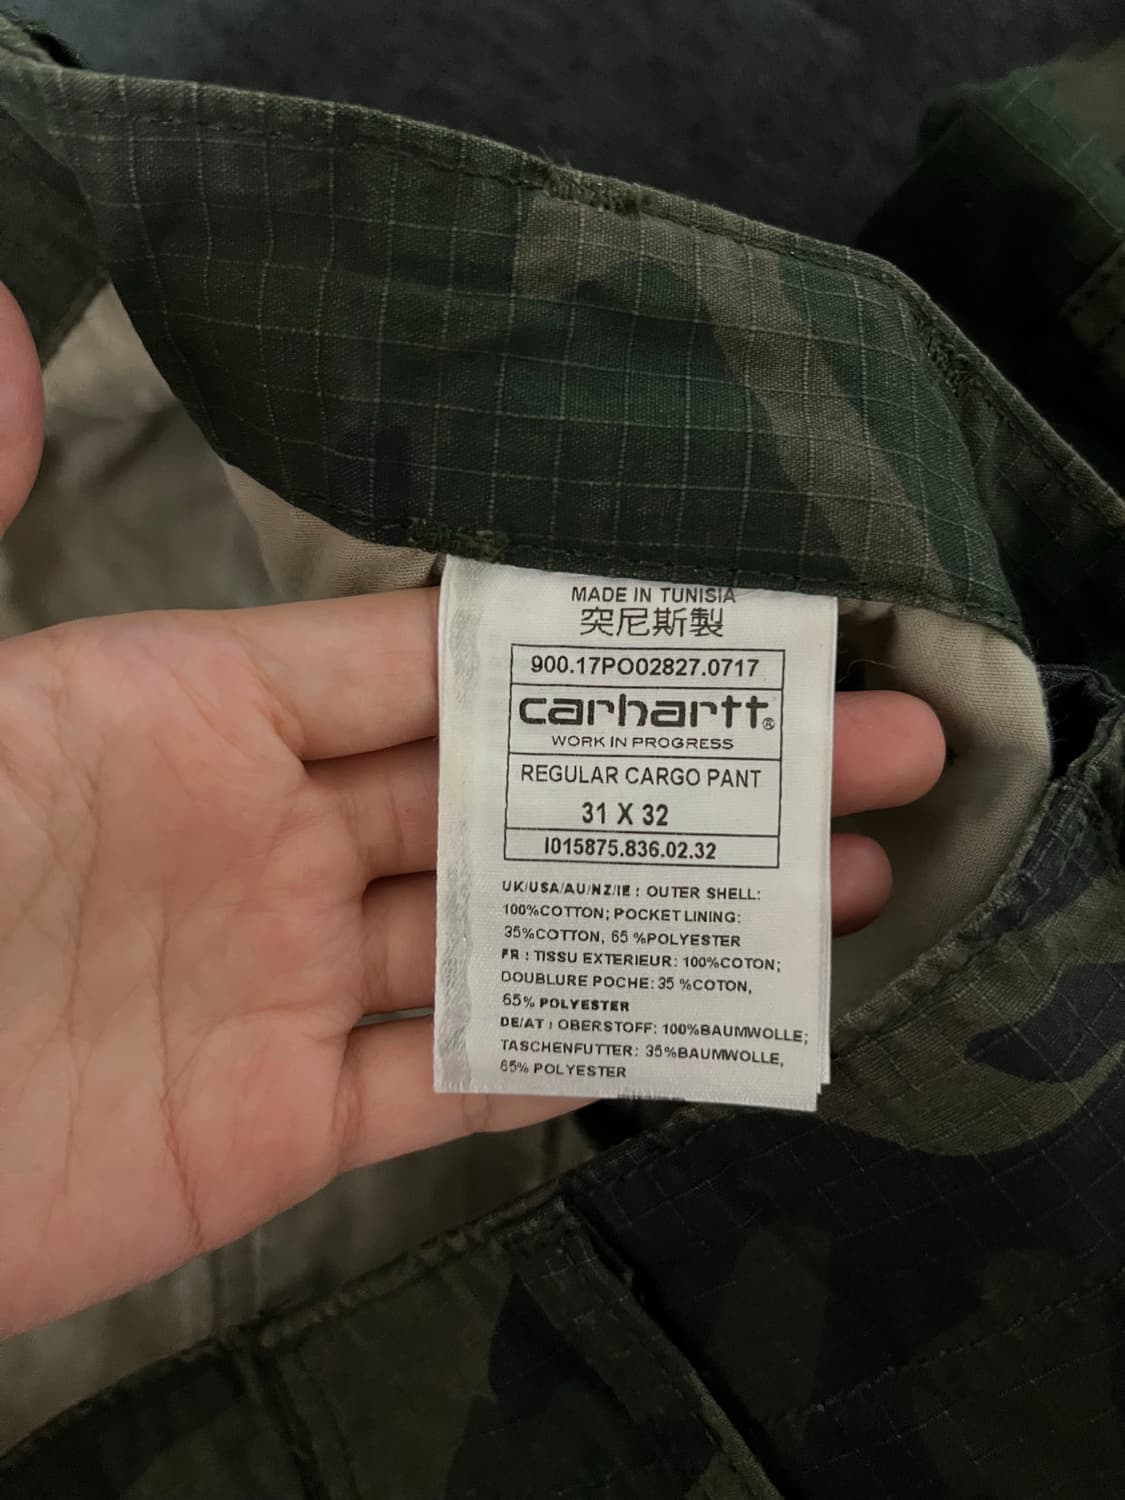 MADE IN TUNISIA
突尼斯製
900.17PO02827.0717
carhartt®
WORK IN PROGRESS
REGULAR CARGO PANT
31 X 32
I015875.836.02.32
UK/USA/AU/NZ/IE : OUTER SHELL:
100%COTTON; POCKET LINING:
35%COTTON, 65 %POLYESTER
FR : TISSU EXTERIEUR: 100%COTON;
DOUBLURE POCHE: 35 %COTON,
65% POLYESTER
DE/AT : OBERSTOFF: 100%BAUMWOLLE;
TASCHENFUTTER: 35%BAUMWOLLE,
65% POLYESTER